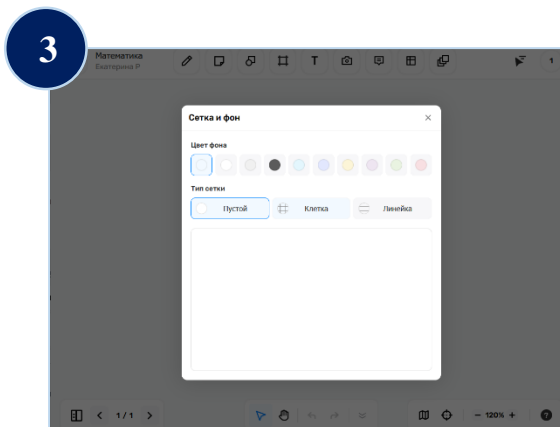 3
Математика
Екатерина Р
T
1
Сетка и фон
Цвет фона
Тип сетки
Пустой
Клетка
Линейка
1 / 1
− 120% +
?